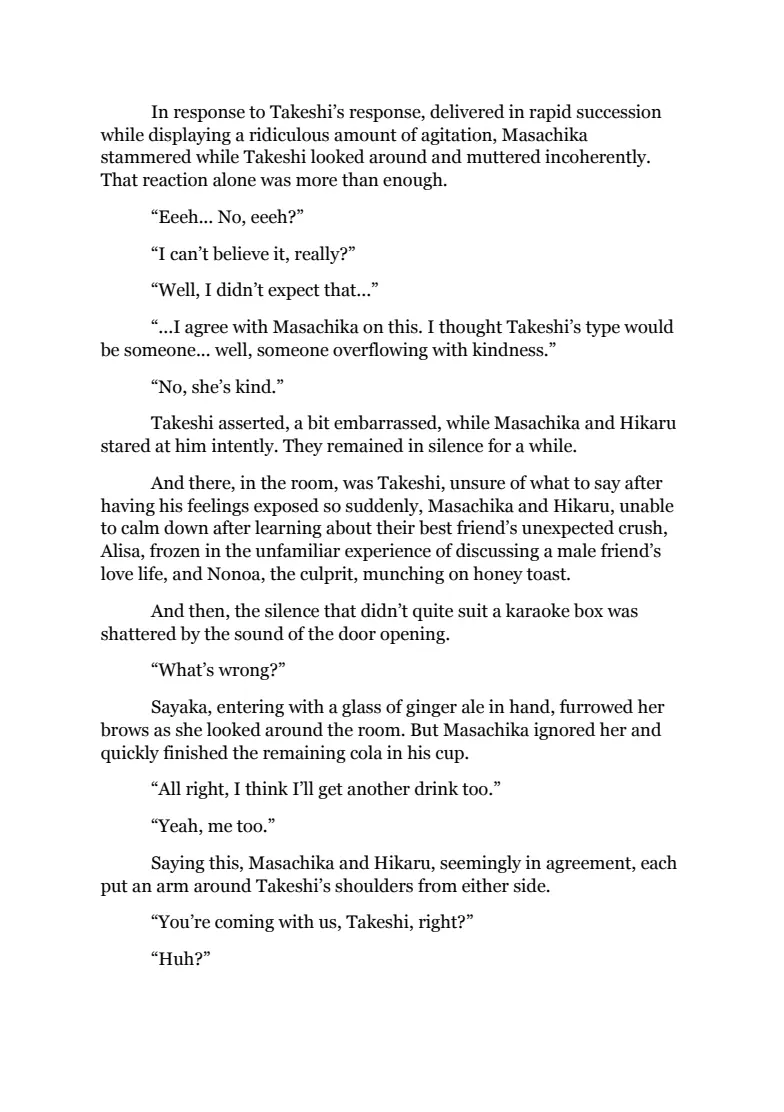 In response to Takeshi’s response, delivered in rapid succession
while displaying a ridiculous amount of agitation, Masachika
stammered while Takeshi looked around and muttered incoherently.
That reaction alone was more than enough.
“Eeeh... No, eeeh?”
“I can’t believe it, really?”
“Well, I didn’t expect that...”
“...I agree with Masachika on this. I thought Takeshi’s type would
be someone... well, someone overflowing with kindness.”
“No, she’s kind.”
Takeshi asserted, a bit embarrassed, while Masachika and Hikaru
stared at him intently. They remained in silence for a while.
And there, in the room, was Takeshi, unsure of what to say after
having his feelings exposed so suddenly, Masachika and Hikaru, unable
to calm down after learning about their best friend’s unexpected crush,
Alisa, frozen in the unfamiliar experience of discussing a male friend’s
love life, and Nonoa, the culprit, munching on honey toast.
And then, the silence that didn’t quite suit a karaoke box was
shattered by the sound of the door opening.
“What’s wrong?”
Sayaka, entering with a glass of ginger ale in hand, furrowed her
brows as she looked around the room. But Masachika ignored her and
quickly finished the remaining cola in his cup.
“All right, I think I’ll get another drink too.”
“Yeah, me too.”
Saying this, Masachika and Hikaru, seemingly in agreement, each
put an arm around Takeshi’s shoulders from either side.
“You’re coming with us, Takeshi, right?”
“Huh?”